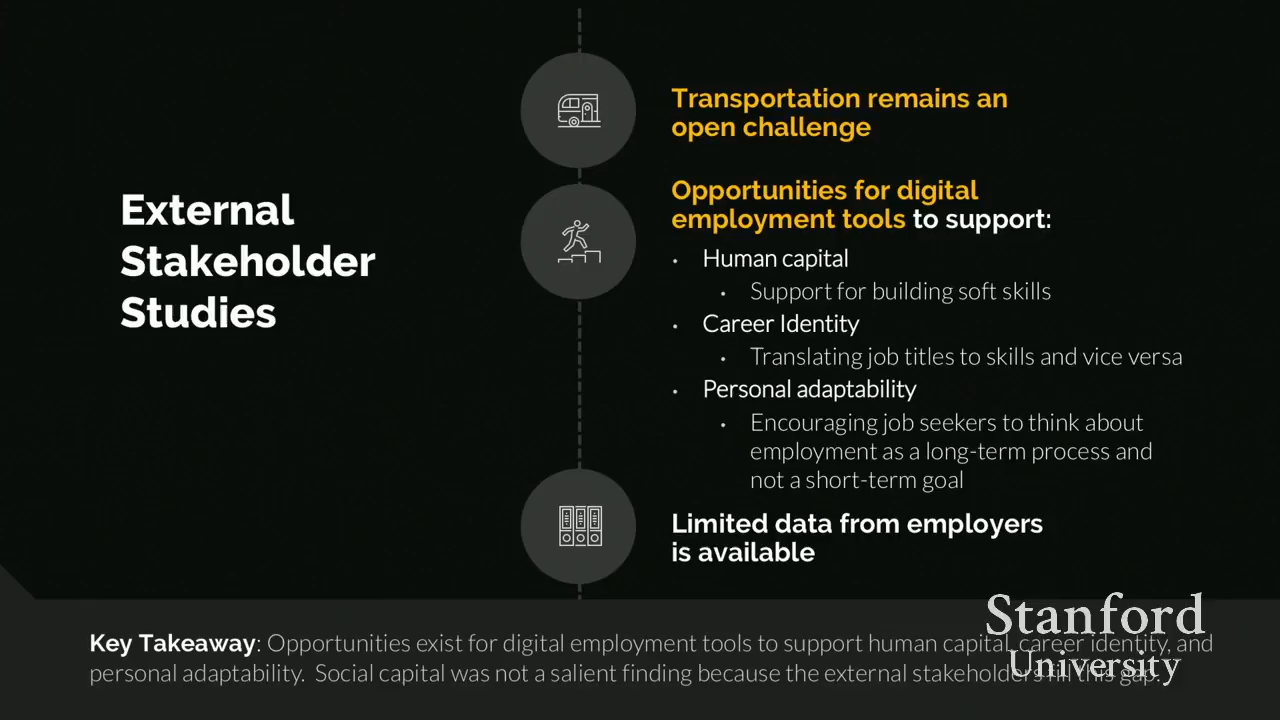 External
Stakeholder
Studies
Transportation remains an
open challenge
Opportunities for digital
employment tools to support:
• Human capital
• Support for building soft skills
• Career Identity
• Translating job titles to skills and vice versa
• Personal adaptability
• Encouraging job seekers to think about
employment as a long-term process and
not a short-term goal
Limited data from employers
is available
Key Takeaway: Opportunities exist for digital employment tools to support human capital, career identity, and
personal adaptability. Social capital was not a salient finding because the external stakeholders fill this gap.
Stanford
University